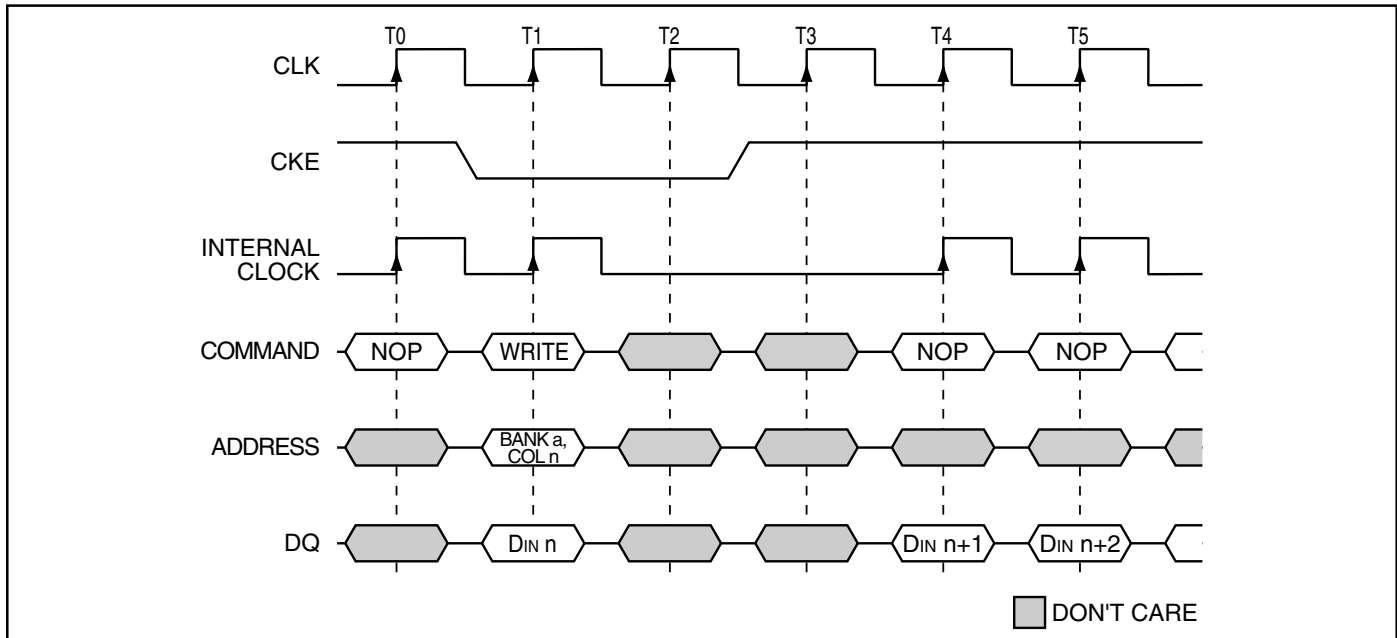 T0 T1 T2 T3 T4 T5
CLK
CKE
INTERNAL
CLOCK
COMMAND NOP WRITE NOP NOP
ADDRESS BANK a,
COL n
DQ DIN n DIN n+1 DIN n+2
DON'T CARE